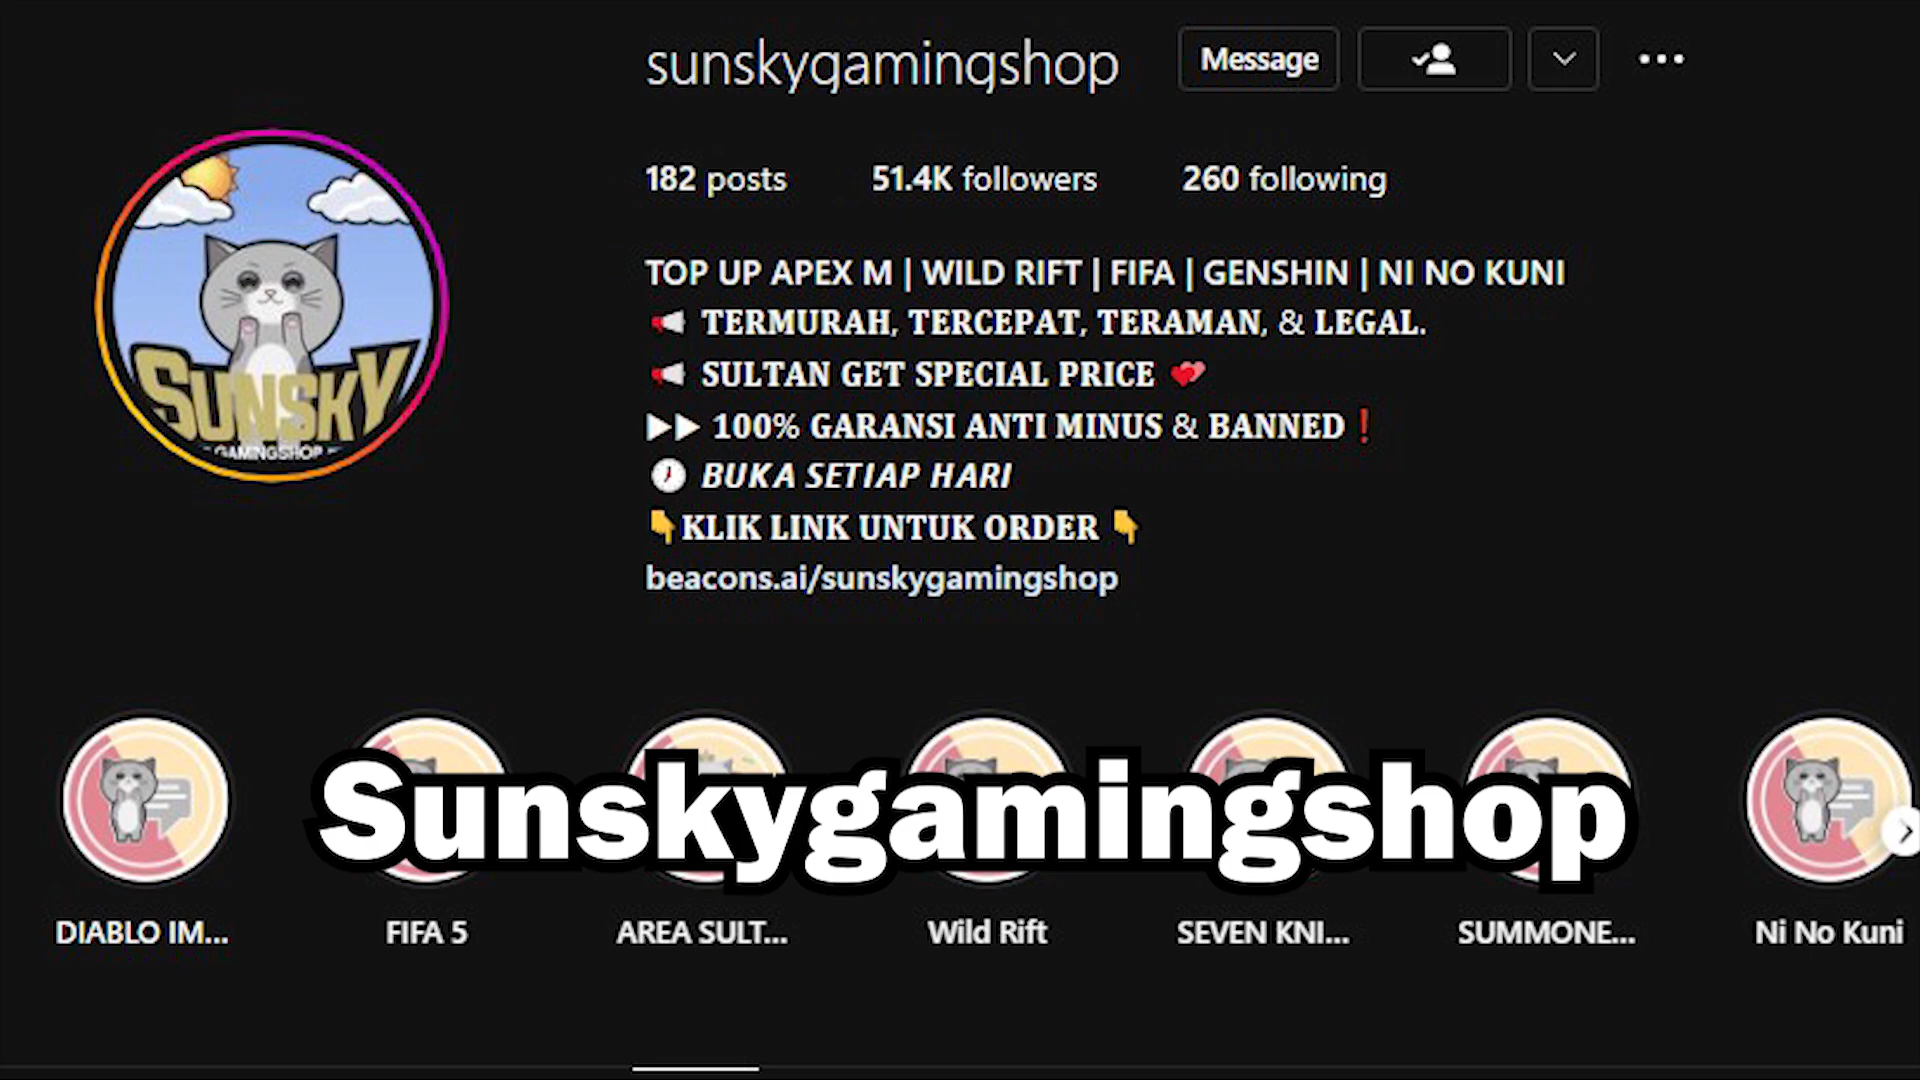 sunskygamingshop
Message
182 posts
51.4K followers
260 following
TOP UP APEX M | WILD RIFT | FIFA | GENSHIN | NI NO KUNI
TERMURAH, TERCEPAT, TERAMAN, & LEGAL.
SULTAN GET SPECIAL PRICE
100% GARANSI ANTI MINUS & BANNED❗
BUKA SETIAP HARI
KLIK LINK UNTUK ORDER
beacons.ai/sunskygamingshop
SUNSKY
GAMINGSHOP
Sunskygamingshop
DIABLO IM...
FIFA 5
AREA SULT...
Wild Rift
SEVEN KNI...
SUMMONE...
Ni No Kuni